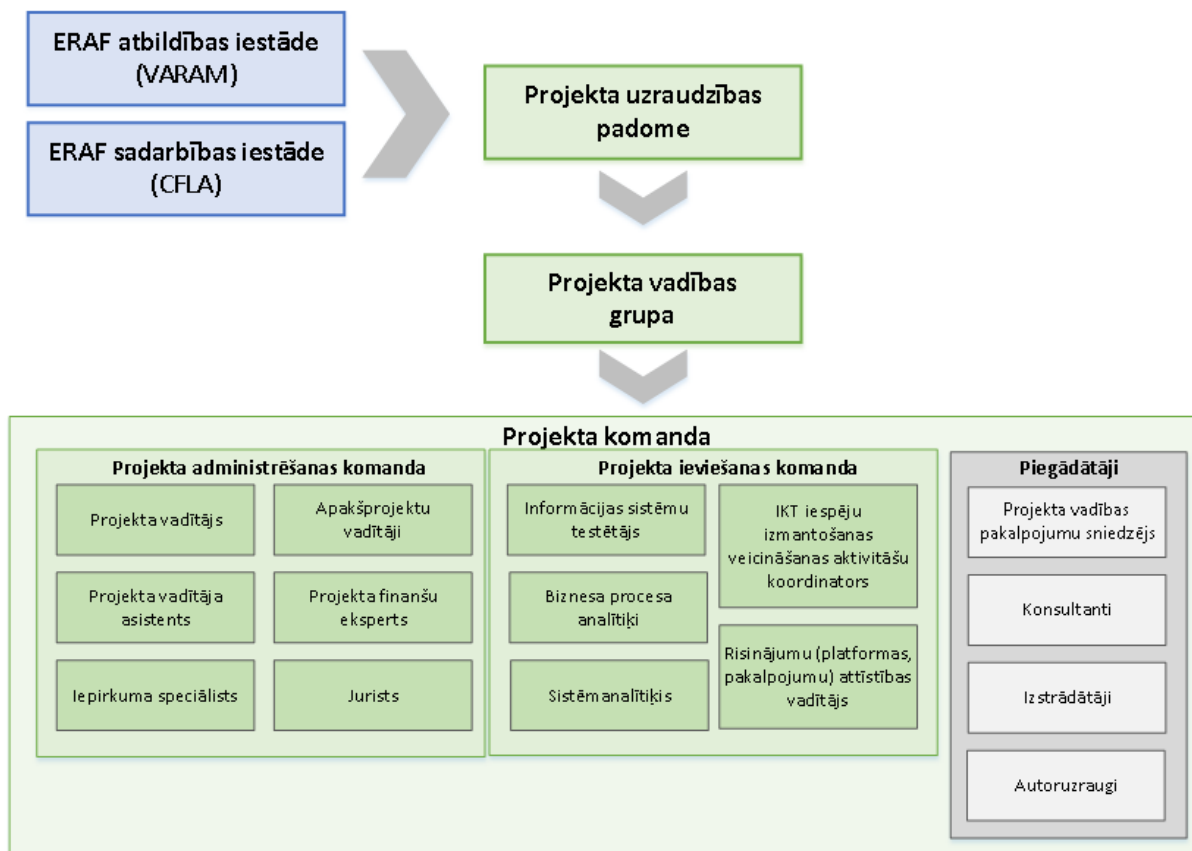 ERAF atbildības iestāde
(VARAM)
ERAF sadarbības iestāde
(CFLA)
Projekta uzraudzības
padome
Projekta vadības
grupa
Projekta komanda
Projekta administrēšanas komanda
Projekta vadītājs
Apakšprojektu
vadītāji
Projekta vadītāja
asistents
Projekta finanšu
eksperts
Iepirkuma speciālists
Jurists
Projekta ieviešanas komanda
Informācijas sistēmu
testētājs
IKT iespēju
izmantošanas
veicināšanas aktivitāšu
koordinators
Biznesa procesa
analītiķi
Sistēmanalītiķis
Risinājumu (platformas,
pakalpojumu) attīstības
vadītājs
Piegādātāji
Projekta vadības
pakalpojumu sniedzējs
Konsultanti
Izstrādātāji
Autoruzraugi